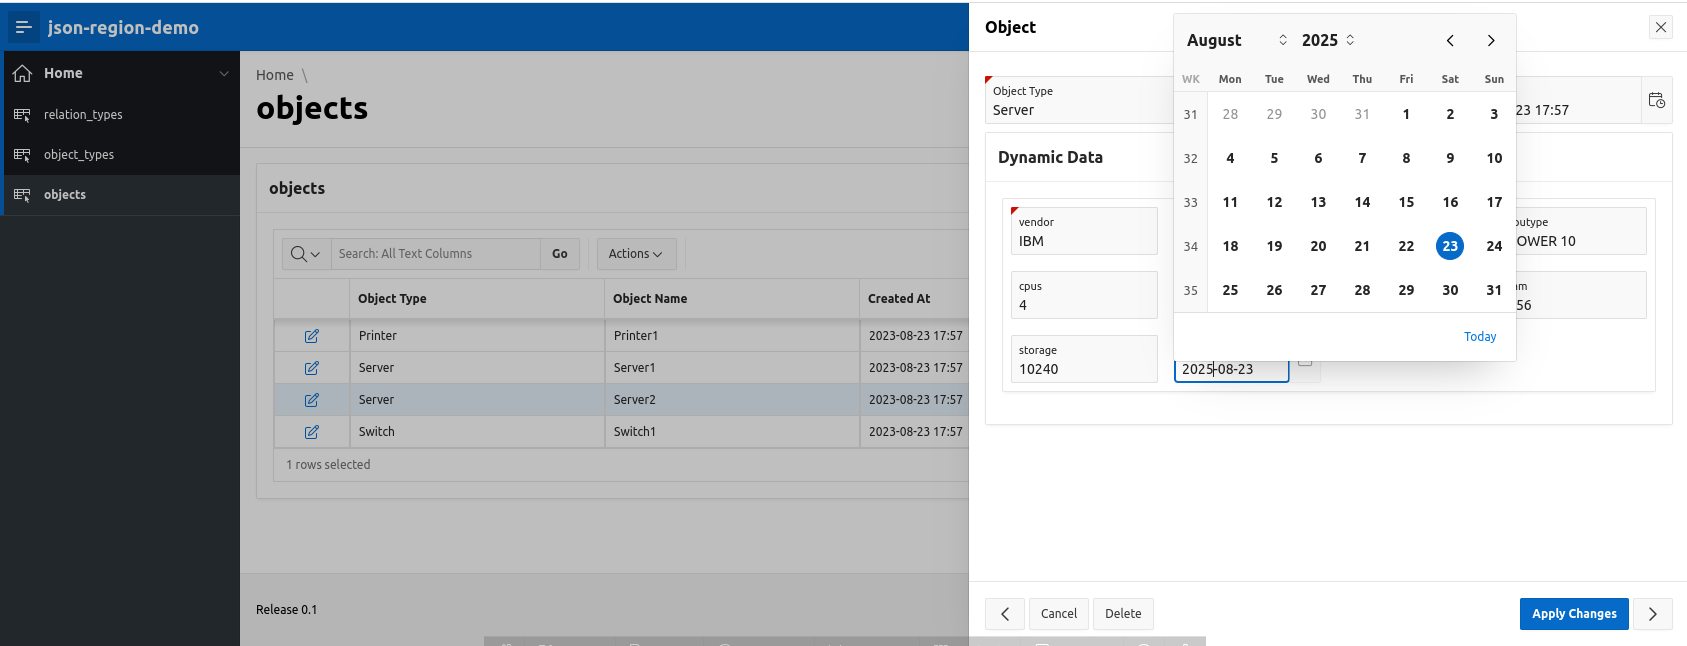 json-region-demo
Home
relation_types
object_types
objects
Home \
objects
objects
Search: All Text Columns
Go
Actions
Object Type Object Name Created At
Printer Printer1 2023-08-23 17:57
Server Server1 2023-08-23 17:57
Server Server2 2023-08-23 17:57
Switch Switch1 2023-08-23 17:57
1 rows selected
Release 0.1
Object
Object Type
Server
23 17:57
Dynamic Data
vendor
IBM
OWER 10
cpus
4
56
storage
10240
2025-08-23
August 2025
WK Mon Tue Wed Thu Fri Sat Sun
31 28 29 30 31 1 2 3
32 4 5 6 7 8 9 10
33 11 12 13 14 15 16 17
34 18 19 20 21 22 23 24
35 25 26 27 28 29 30 31
Today
Cancel
Delete
Apply Changes